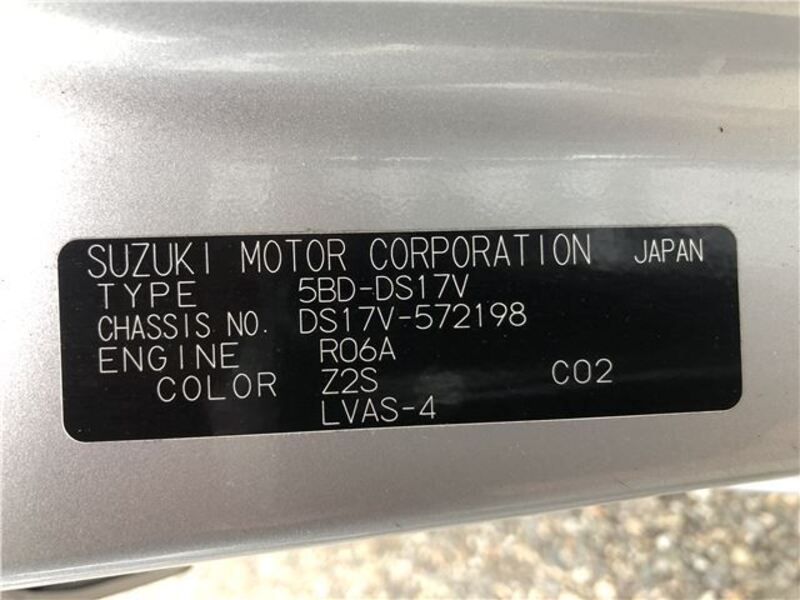 SUZUKI MOTOR CORPORATION JAPAN
TYPE 5BD-DS17V
CHASSIS NO. DS17V-572198
ENGINE R06A
COLOR Z2S C02
LVAS-4